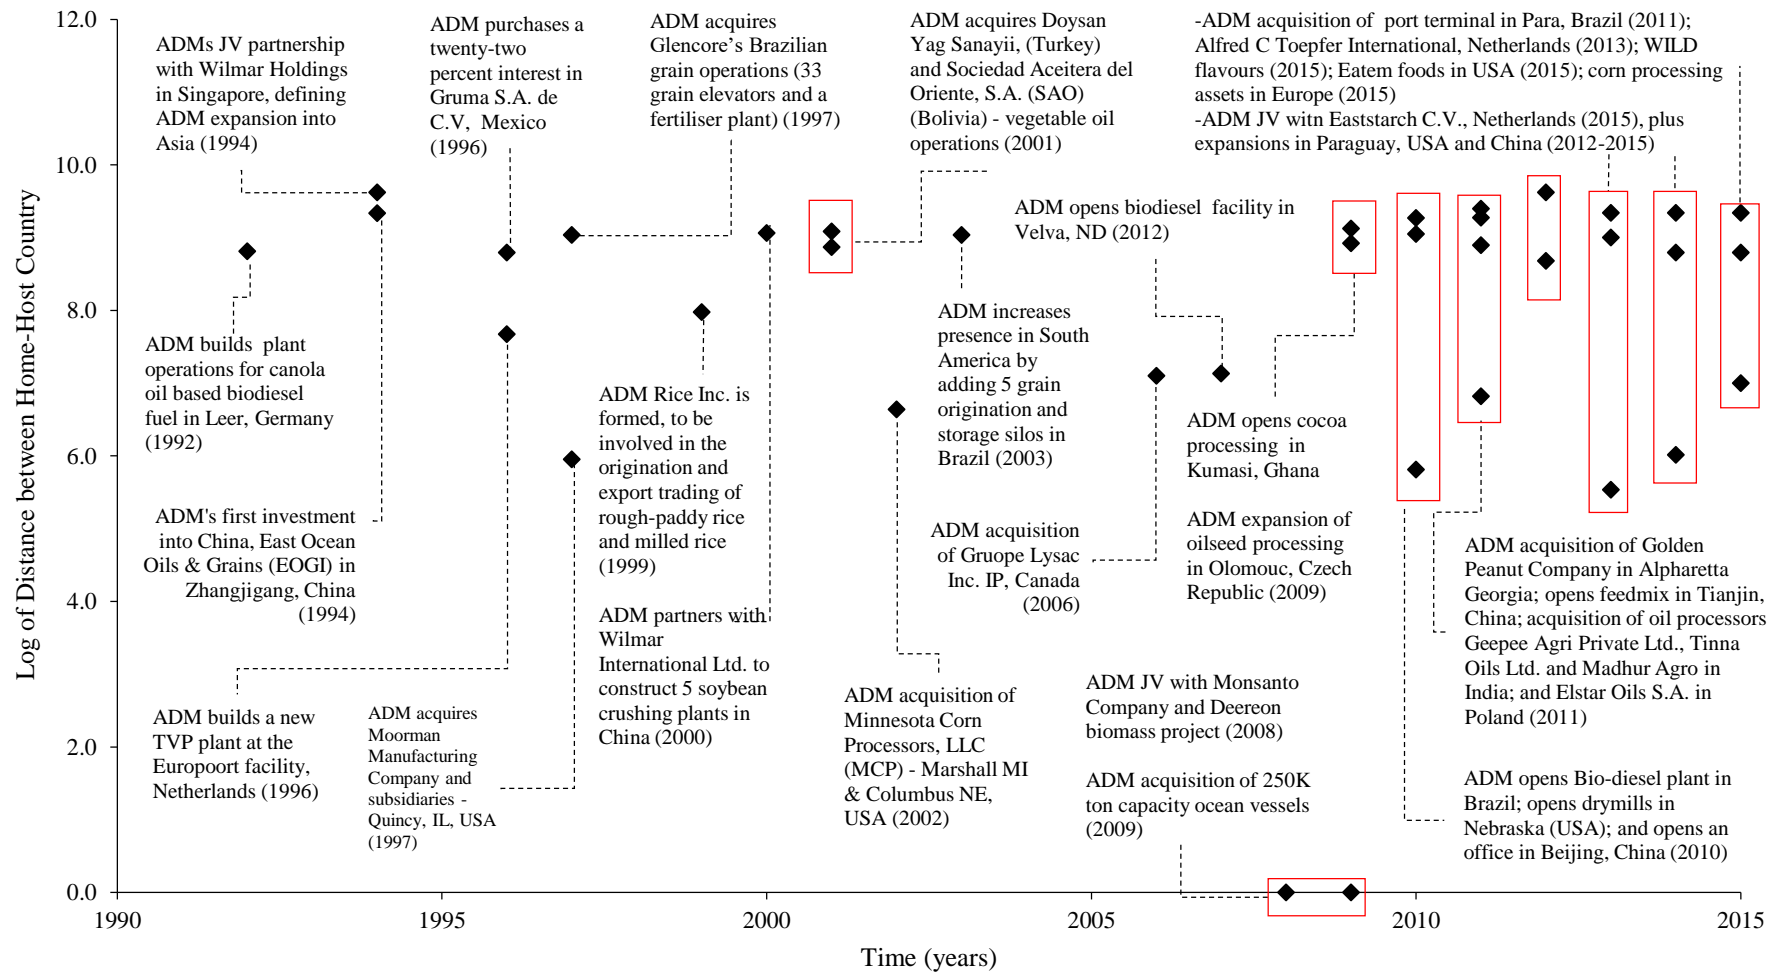 12.0
10.0
8.0
6.0
4.0
2.0
0.0
Log of Distance between Home-Host Country
ADMs JV partnership
with Wilmar Holdings
in Singapore, defining
ADM expansion into
Asia (1994)
ADM purchases a
twenty-two
percent interest in
Gruma S.A. de
C.V, Mexico
(1996)
ADM acquires
Glencore’s Brazilian
grain operations (33
grain elevators and a
fertiliser plant) (1997)
ADM acquires Doysan
Yag Sanayii, (Turkey)
and Sociedad Aceitera del
Oriente, S.A. (SAO)
(Bolivia) - vegetable oil
operations (2001)
-ADM acquisition of port terminal in Para, Brazil (2011);
Alfred C Toepfer International, Netherlands (2013); WILD
flavours (2015); Eatem foods in USA (2015); corn processing
assets in Europe (2015)
-ADM JV witn Eaststarch C.V., Netherlands (2015), plus
expansions in Paraguay, USA and China (2012-2015)
ADM opens biodiesel facility in
Velva, ND (2012)
ADM builds plant
operations for canola
oil based biodiesel
fuel in Leer, Germany
(1992)
ADM's first investment
into China, East Ocean
Oils & Grains (EOGI) in
Zhangjigang, China
(1994)
ADM builds a new
TVP plant at the
Europoort facility,
Netherlands (1996)
ADM acquires
Moorman
Manufacturing
Company and
subsidiaries -
Quincy, IL, USA
(1997)
ADM Rice Inc. is
formed, to be
involved in the
origination and
export trading of
rough-paddy rice
and milled rice
(1999)
ADM partners with
Wilmar
International Ltd. to
construct 5 soybean
crushing plants in
China (2000)
ADM increases
presence in South
America by
adding 5 grain
origination and
storage silos in
Brazil (2003)
ADM acquisition
of Gruope Lysac
Inc. IP, Canada
(2006)
ADM acquisition of
Minnesota Corn
Processors, LLC
(MCP) - Marshall MI
& Columbus NE,
USA (2002)
ADM opens cocoa
processing in
Kumasi, Ghana
ADM expansion of
oilseed processing
in Olomouc, Czech
Republic (2009)
ADM JV with Monsanto
Company and Deereon
biomass project (2008)
ADM acquisition of 250K
ton capacity ocean vessels
(2009)
ADM acquisition of Golden
Peanut Company in Alpharetta
Georgia; opens feedmix in Tianjin,
China; acquisition of oil processors
Geepee Agri Private Ltd., Tinna
Oils Ltd. and Madhur Agro in
India; and Elstar Oils S.A. in
Poland (2011)
ADM opens Bio-diesel plant in
Brazil; opens drymills in
Nebraska (USA); and opens an
office in Beijing, China (2010)
1990
1995
2000
2005
2010
2015
Time (years)